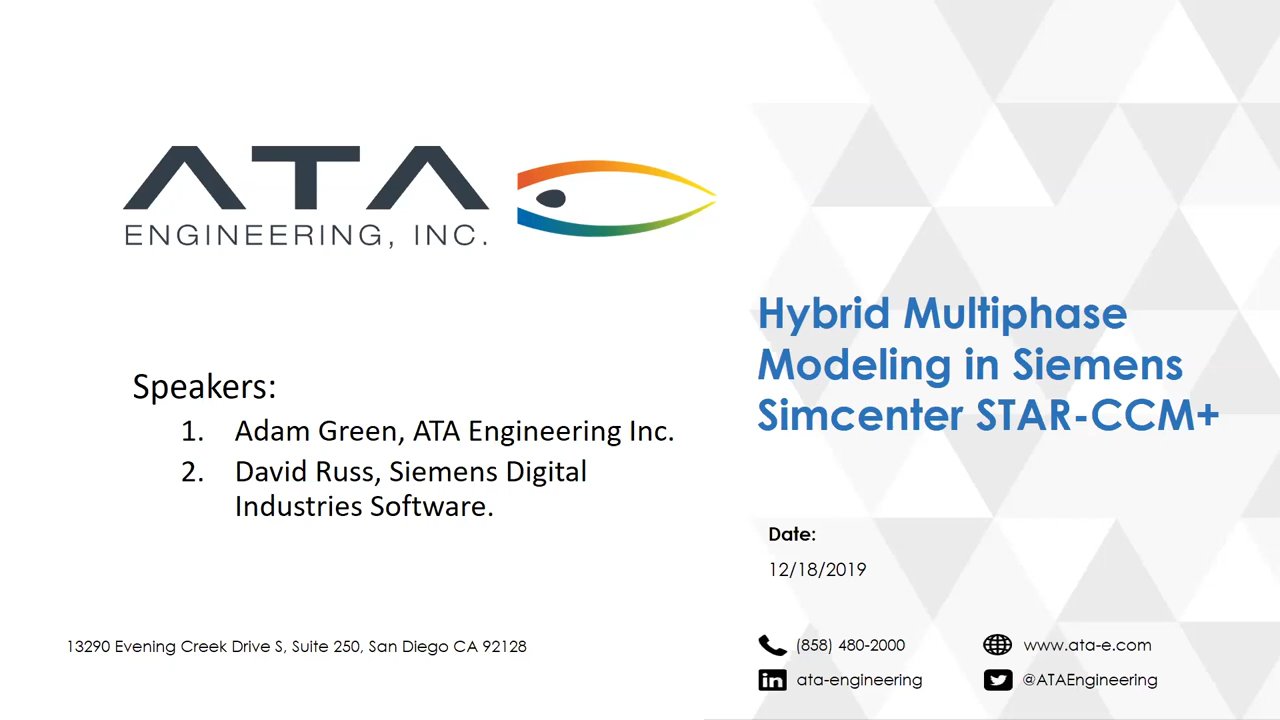 ATA
ENGINEERING, INC.
Hybrid Multiphase
Modeling in Siemens
Simcenter STAR-CCM+
Speakers:
1. Adam Green, ATA Engineering Inc.
2. David Russ, Siemens Digital
Industries Software.
Date:
12/18/2019
13290 Evening Creek Drive S, Suite 250, San Diego CA 92128
(858) 480-2000
www.ata-e.com
in ata-engineering
@ATAEngineering